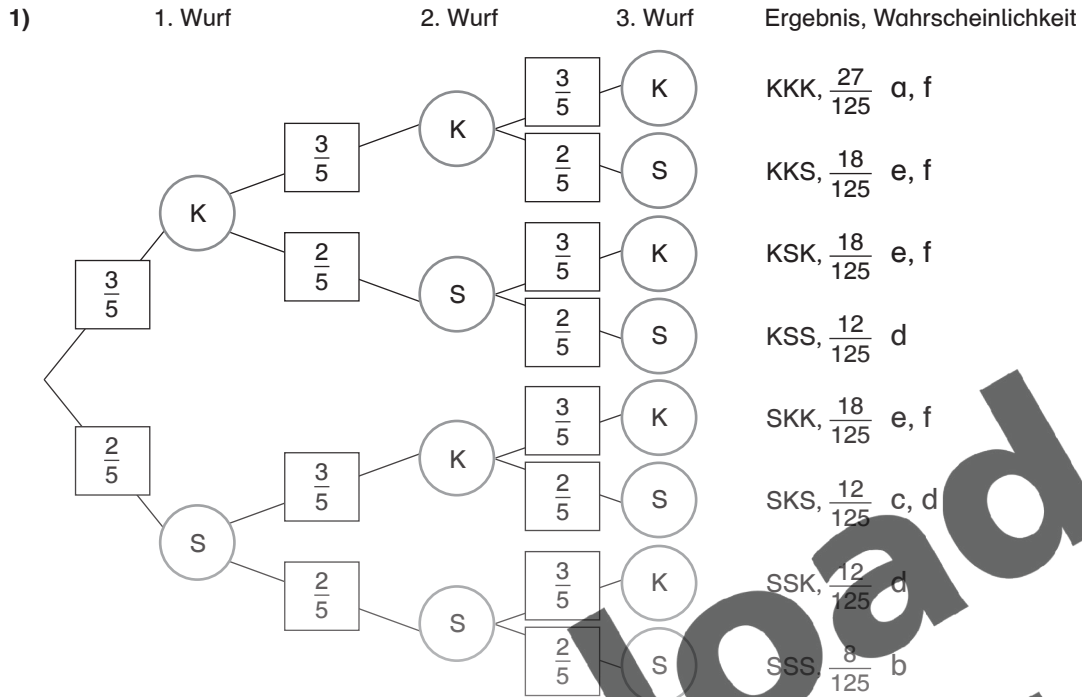 1) 1. Wurf 2. Wurf 3. Wurf Ergebnis, Wahrscheinlichkeit
3/5 K KKK, 27/125 a, f
K
3/5 2/5 S KKS, 18/125 e, f
K
2/5 3/5 K KSK, 18/125 e, f
3/5 S
2/5 S KSS, 12/125 d
3/5 K SKK, 18/125 e, f
2/5 K
3/5 2/5 S SKS, 12/125 c, d
S
2/5 3/5 K SSK, 12/125 d
S
2/5 S SSS, 8/125 b
load